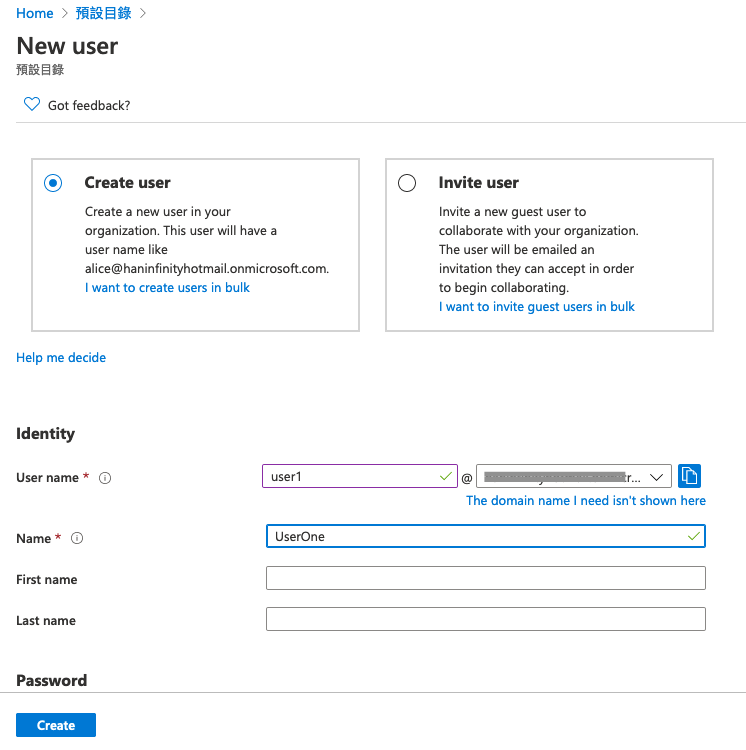 Home > 預設目錄 >
New user
預設目錄
Got feedback?
Create user
Create a new user in your
organization. This user will have a
user name like
alice@haninfinityhotmail.onmicrosoft.com.
I want to create users in bulk
Invite user
Invite a new guest user to
collaborate with your organization.
The user will be emailed an
invitation they can accept in order
to begin collaborating.
I want to invite guest users in bulk
Help me decide
Identity
User name * user1 @ r...
The domain name I need isn't shown here
Name * UserOne
First name
Last name
Password
Create